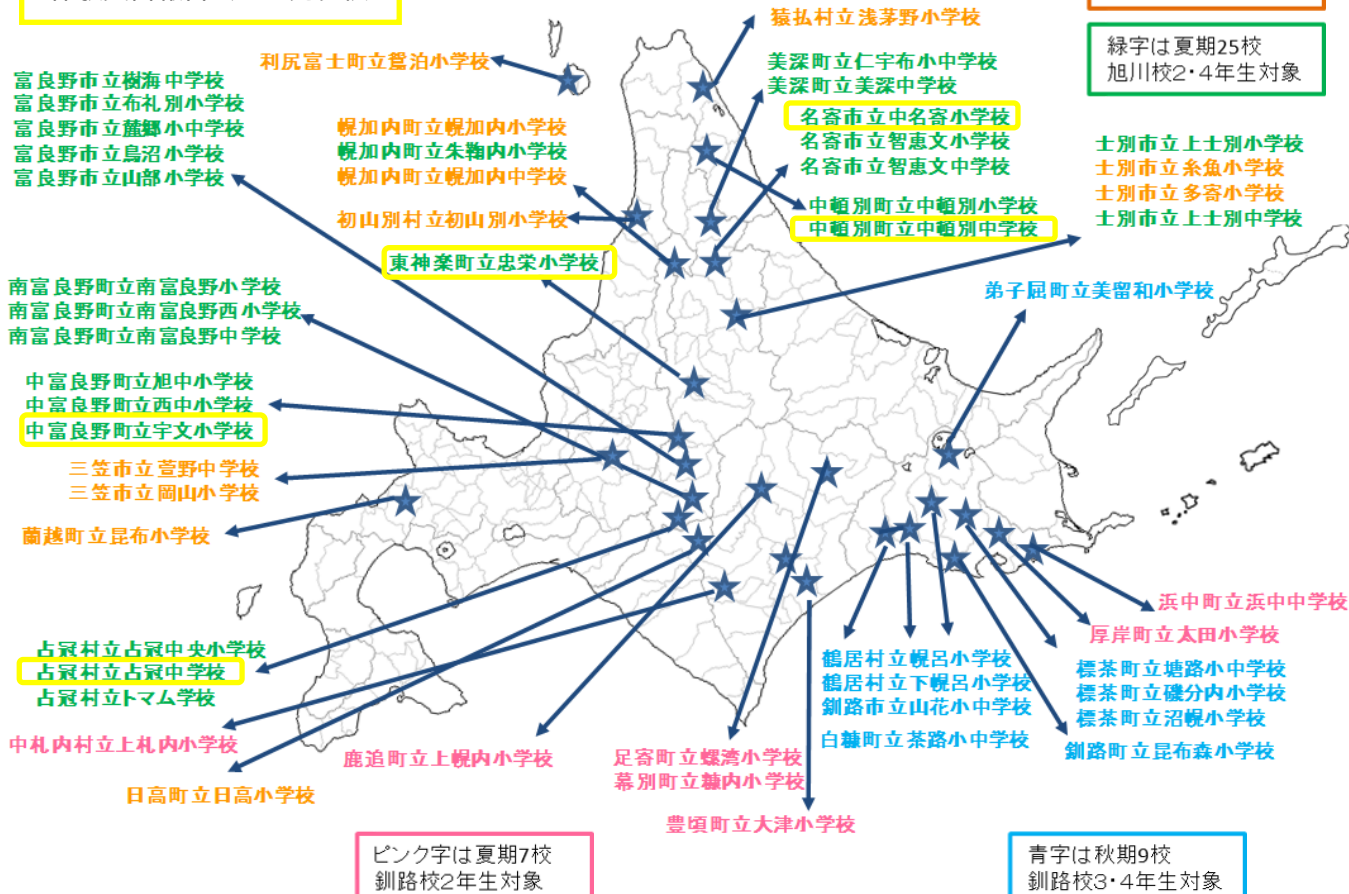 猿払村立浅茅野小学校
利尻富士町立鴛泊小学校
緑字は夏期25校
旭川校2・4年生対象
美深町立仁宇布小中学校
美深町立美深中学校
名寄市立中名寄小学校
名寄市立智恵文小学校
名寄市立智恵文中学校
中頓別町立中頓別小学校
中頓別町立中頓別中学校
士別市立上士別小学校
士別市立糸魚小学校
士別市立多寄小学校
士別市立上士別中学校
富良野市立樹海中学校
富良野市立布礼別小学校
富良野市立麓郷小中学校
富良野市立鳥沼小学校
富良野市立山部小学校
幌加内町立幌加内小学校
幌加内町立朱鞠内小学校
幌加内町立幌加内中学校
初山別村立初山別小学校
東神楽町立忠栄小学校
弟子屈町立美留和小学校
南富良野町立南富良野小学校
南富良野町立南富良野西小学校
南富良野町立南富良野中学校
中富良野町立旭中小学校
中富良野町立西中小学校
中富良野町立宇文小学校
三笠市立萱野中学校
三笠市立岡山小学校
蘭越町立昆布小学校
占冠村立占冠中央小学校
占冠村立占冠中学校
占冠村立トマム学校
中札内村立上札内小学校
日高町立日高小学校
鹿追町立上幌内小学校
足寄町立螺湾小学校
幕別町立糠内小学校
豊頃町立大津小学校
鶴居村立幌呂小学校
鶴居村立下幌呂小学校
釧路市立山花小中学校
白糠町立茶路小中学校
浜中町立浜中中学校
厚岸町立太田小学校
標茶町立塘路小中学校
標茶町立磯分内小学校
標茶町立沼幌小学校
釧路町立昆布森小学校
ピンク字は夏期7校
釧路校2年生対象
青字は秋期9校
釧路校3・4年生対象